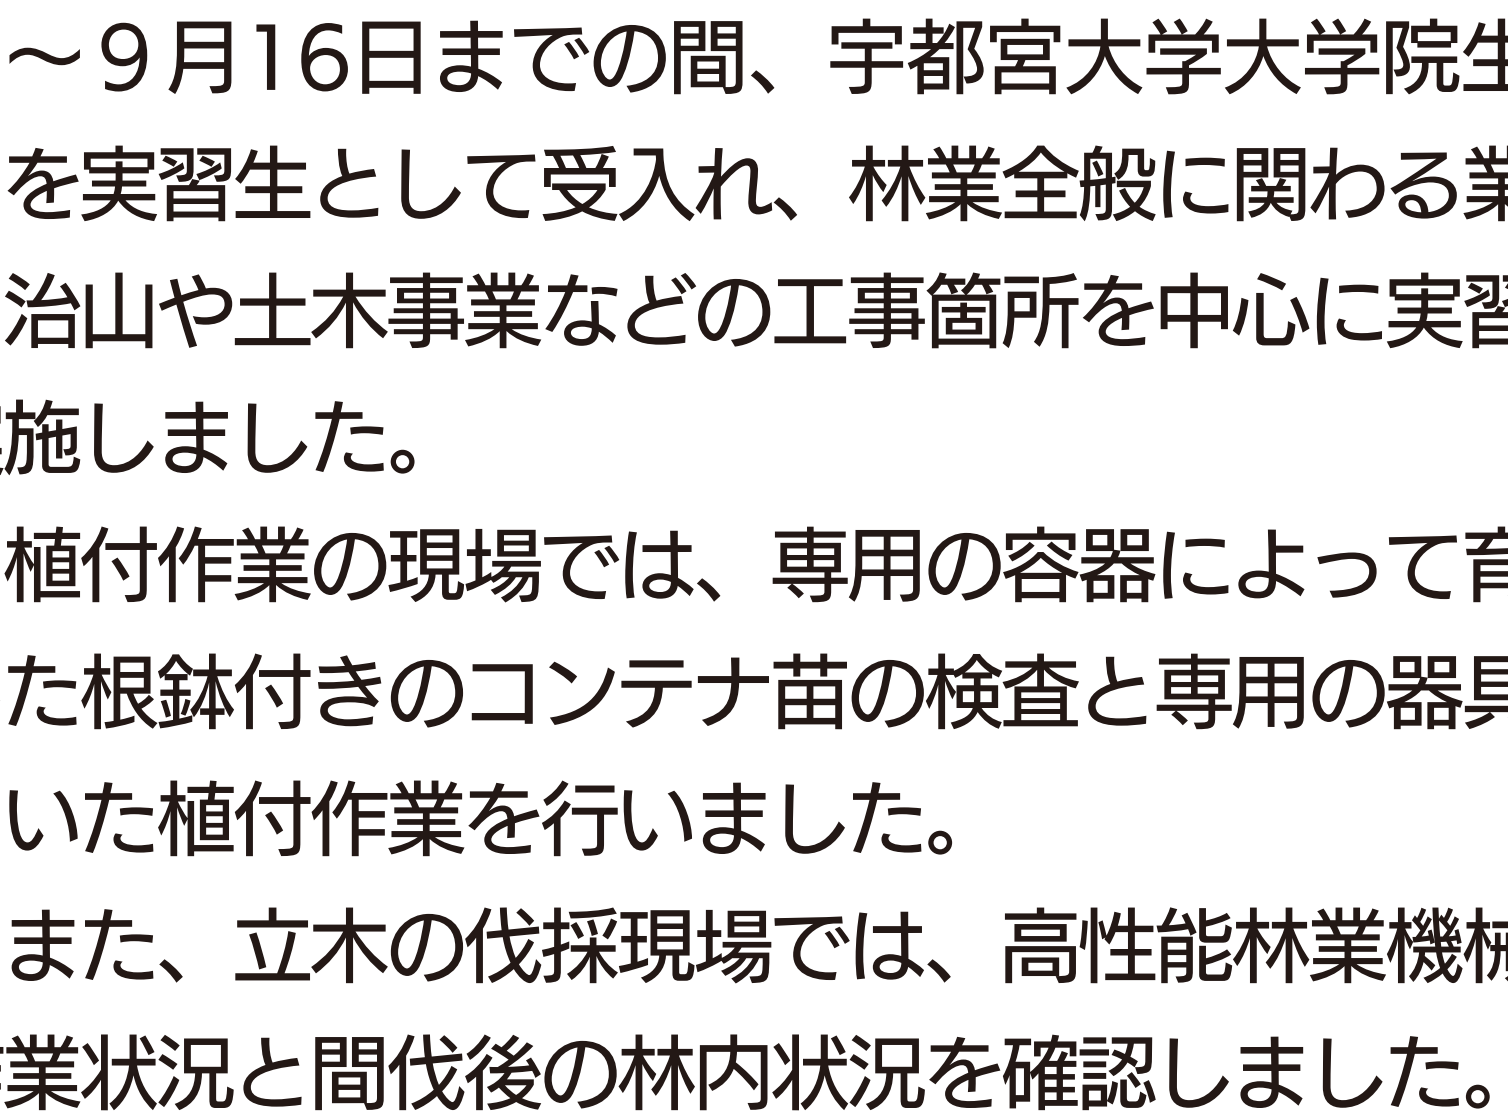 ～９月16日までの間、宇都宮大学大学院生
を実習生として受入れ、林業全般に関わる業
治山や土木事業などの工事箇所を中心に実習
施しました。
植付作業の現場では、専用の容器によって育
た根鉢付きのコンテナ苗の検査と専用の器具
いた植付作業を行いました。
また、立木の伐採現場では、高性能林業機械
業状況と間伐後の林内状況を確認しました。